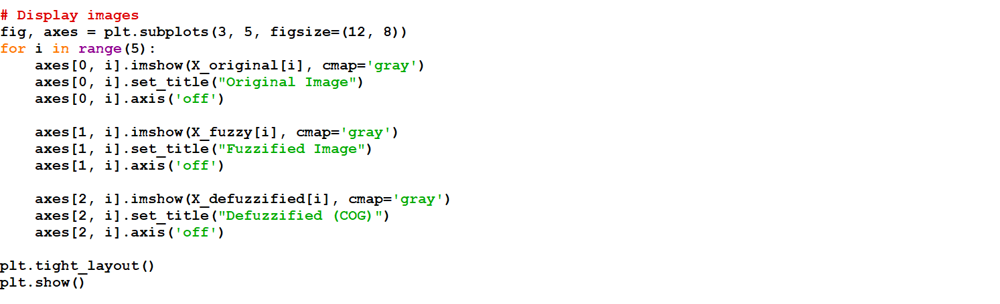 # Display images
fig, axes = plt.subplots(3, 5, figsize=(12, 8))
for i in range(5):
    axes[0, i].imshow(X_original[i], cmap='gray')
    axes[0, i].set_title("Original Image")
    axes[0, i].axis('off')

    axes[1, i].imshow(X_fuzzy[i], cmap='gray')
    axes[1, i].set_title("Fuzzified Image")
    axes[1, i].axis('off')

    axes[2, i].imshow(X_defuzzified[i], cmap='gray')
    axes[2, i].set_title("Defuzzified (COG)")
    axes[2, i].axis('off')

plt.tight_layout()
plt.show()